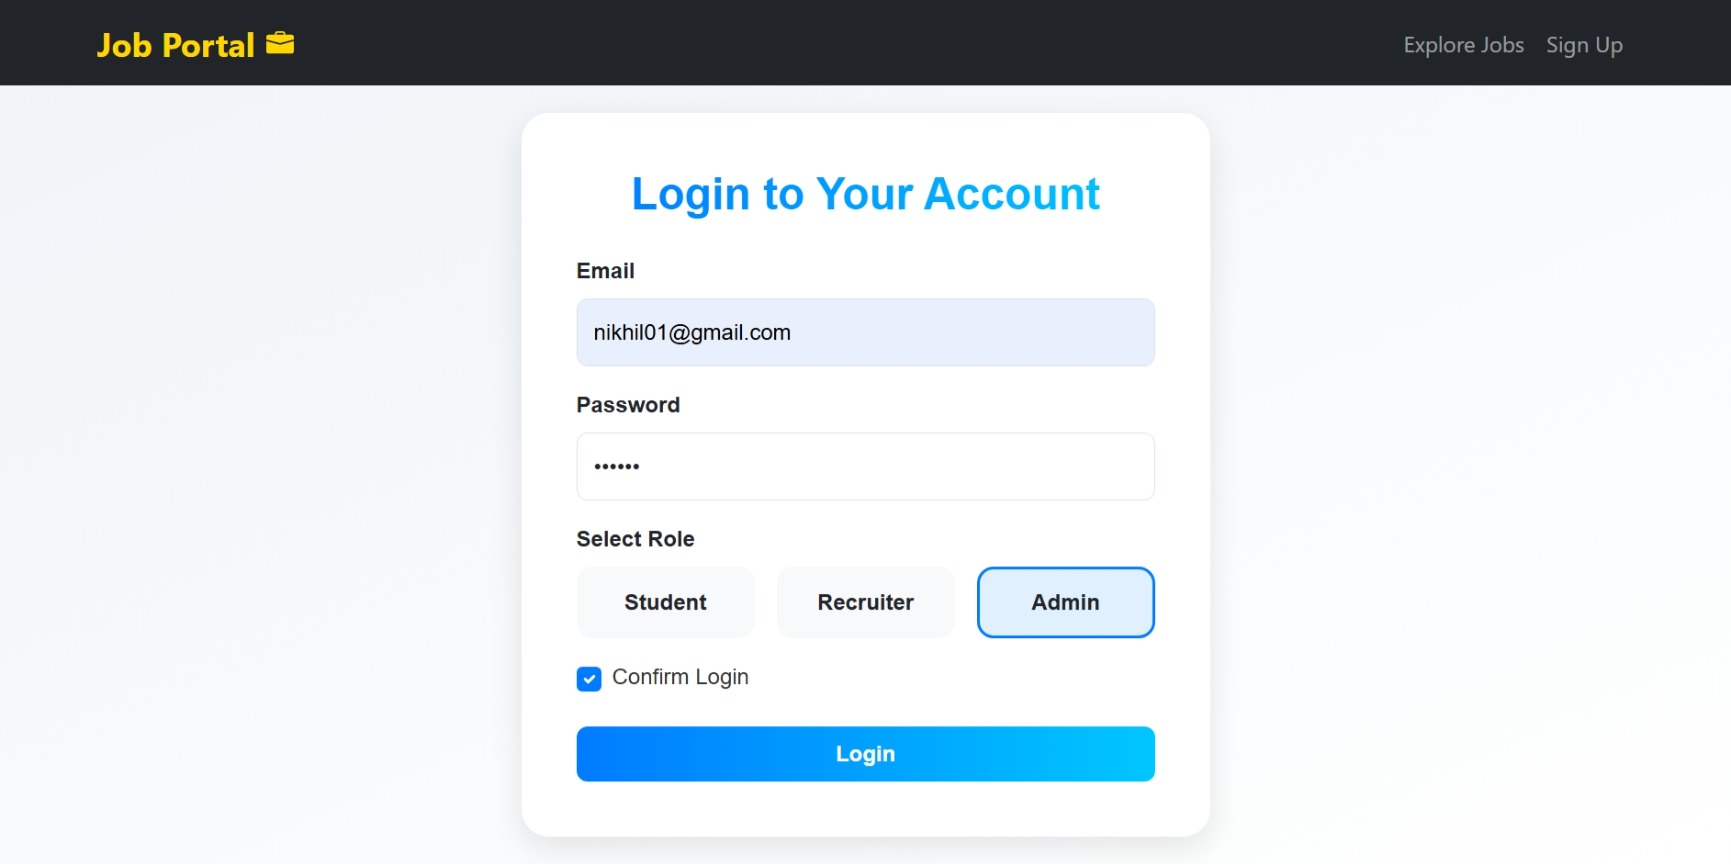 Job Portal
Explore Jobs Sign Up
Login to Your Account
Email
nikhil01@gmail.com
Password
••••••
Select Role
Student Recruiter Admin
Confirm Login
Login